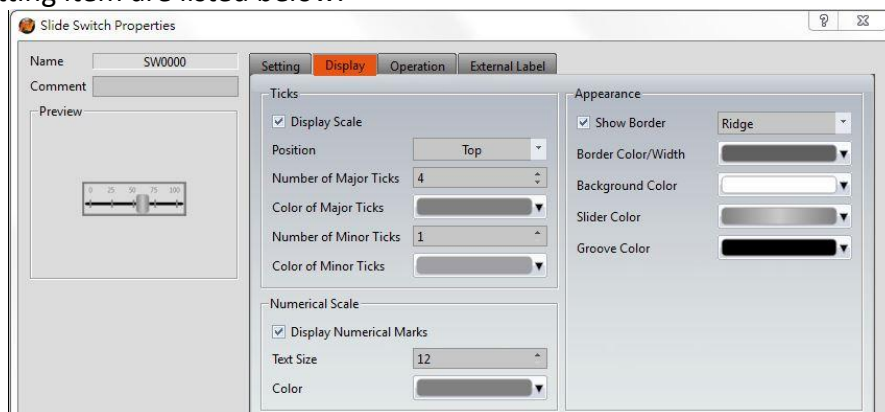 tting item are listed below.
Slide Switch Properties
Name SW0000
Comment
Preview
0 25 50 75 100
Setting Display Operation External Label
Ticks
Display Scale
Position Top
Number of Major Ticks 4
Color of Major Ticks
Number of Minor Ticks 1
Color of Minor Ticks
Numerical Scale
Display Numerical Marks
Text Size 12
Color
Appearance
Show Border Ridge
Border Color/Width
Background Color
Slider Color
Groove Color